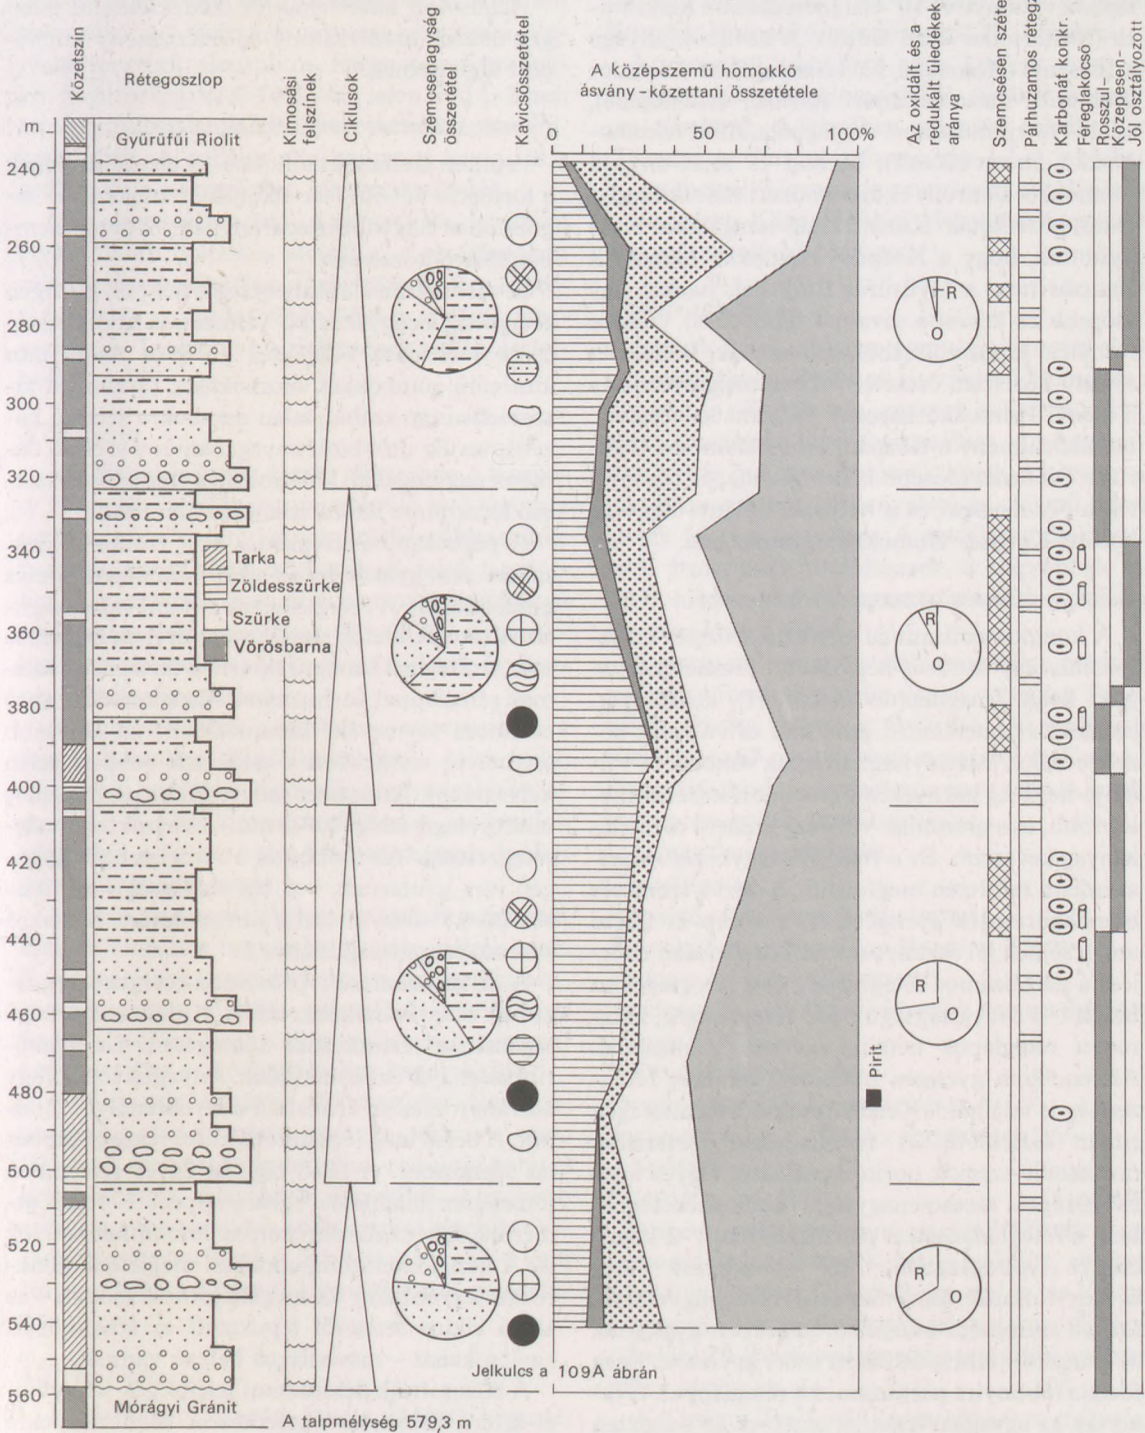 Kőzetszín
Rétegoszlop
Kimosási
felszínek
Ciklusok
Szemcsenagyság
összetétel
Kavicsösszetétel
A középszemű homokkő
ásvány–kőzettani összetétele
Az oxidált és a
redukált üledékek
aránya
Szemcsésen széte
Párhuzamos rétegz
Karbonát konkr.
Féreglakócső
Rosszul-
Közepesen-
Jól osztályozott
m
0 50 100%
Gyűrűfűi Riolit
240
260
280
300
320
340
360
380
400
420
440
460
480
500
520
540
560
Tarka
Zöldesszürke
Szürke
Vörösbarna
R
O
R
O
R
O
R
O
Pirit
Jelkulcs a 109A ábrán
Mórágyi Gránit
A talpmélység 579,3 m